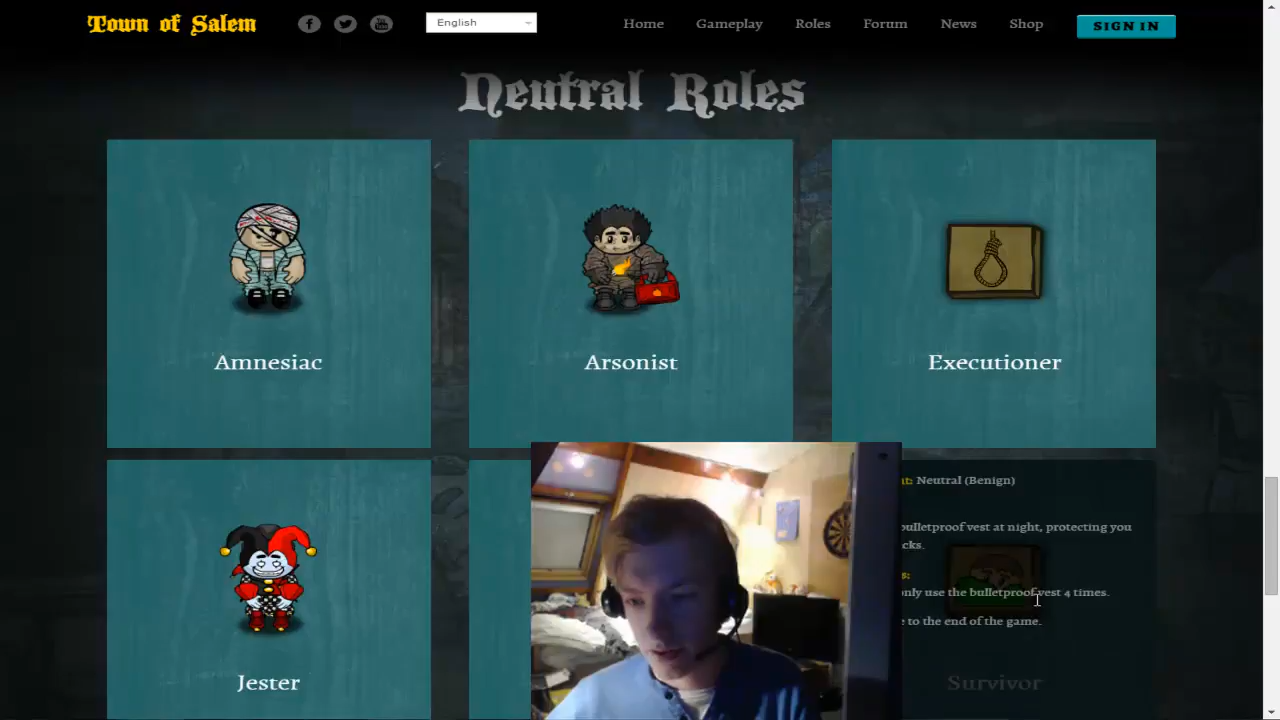 Town of Salem
English
Home
Gameplay
Roles
Forum
News
Shop
SIGN IN
Neutral Roles
Amnesiac
Arsonist
Executioner
Jester
Neutral (Benign)
bulletproof vest at night, protecting you
only use the bulletproof vest 4 times.
to the end of the game.
Survivor